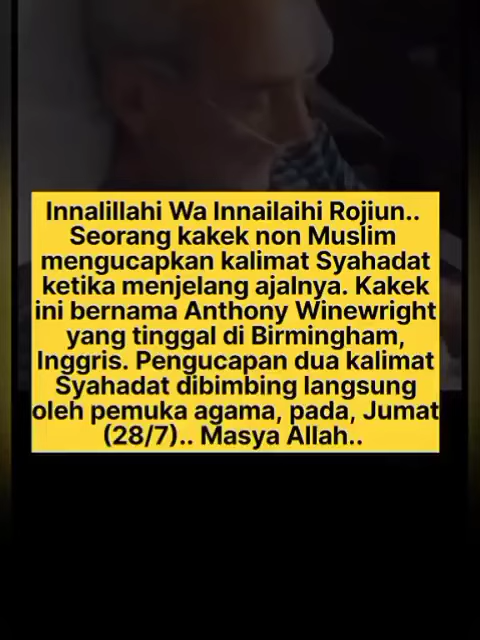 Innalillahi Wa Innailaihi Rojiun..
Seorang kakek non Muslim
mengucapkan kalimat Syahadat
ketika menjelang ajalnya. Kakek
ini bernama Anthony Winewright
yang tinggal di Birmingham,
Inggris. Pengucapan dua kalimat
Syahadat dibimbing langsung
oleh pemuka agama, pada, Jumat
(28/7).. Masya Allah..